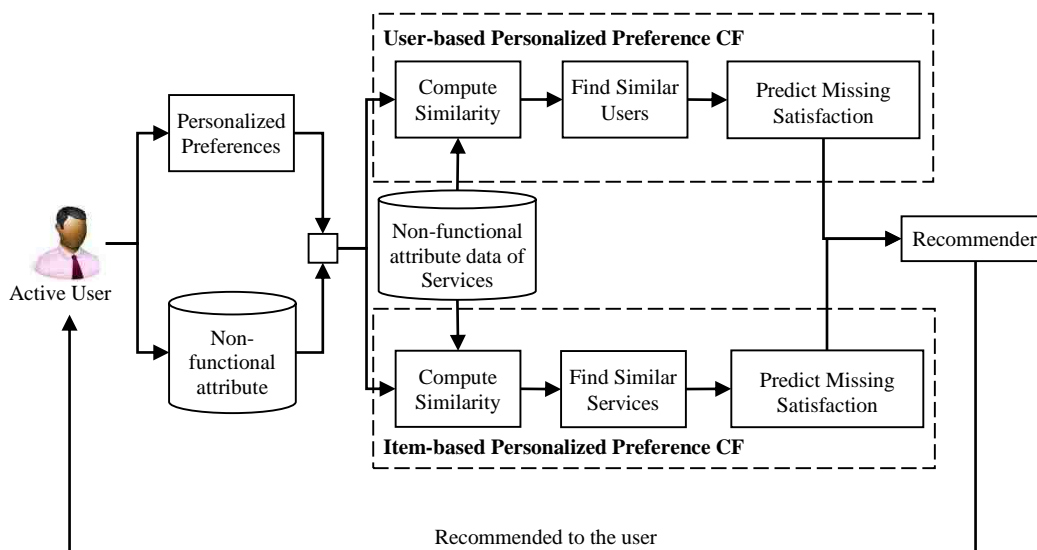 User-based Personalized Preference CF
Compute
Similarity
Find Similar
Users
Predict Missing
Satisfaction
Personalized
Preferences
Non-functional
attribute data of
Services
Recommender
Active User
Non-
functional
attribute
Compute
Similarity
Find Similar
Services
Predict Missing
Satisfaction
Item-based Personalized Preference CF
Recommended to the user